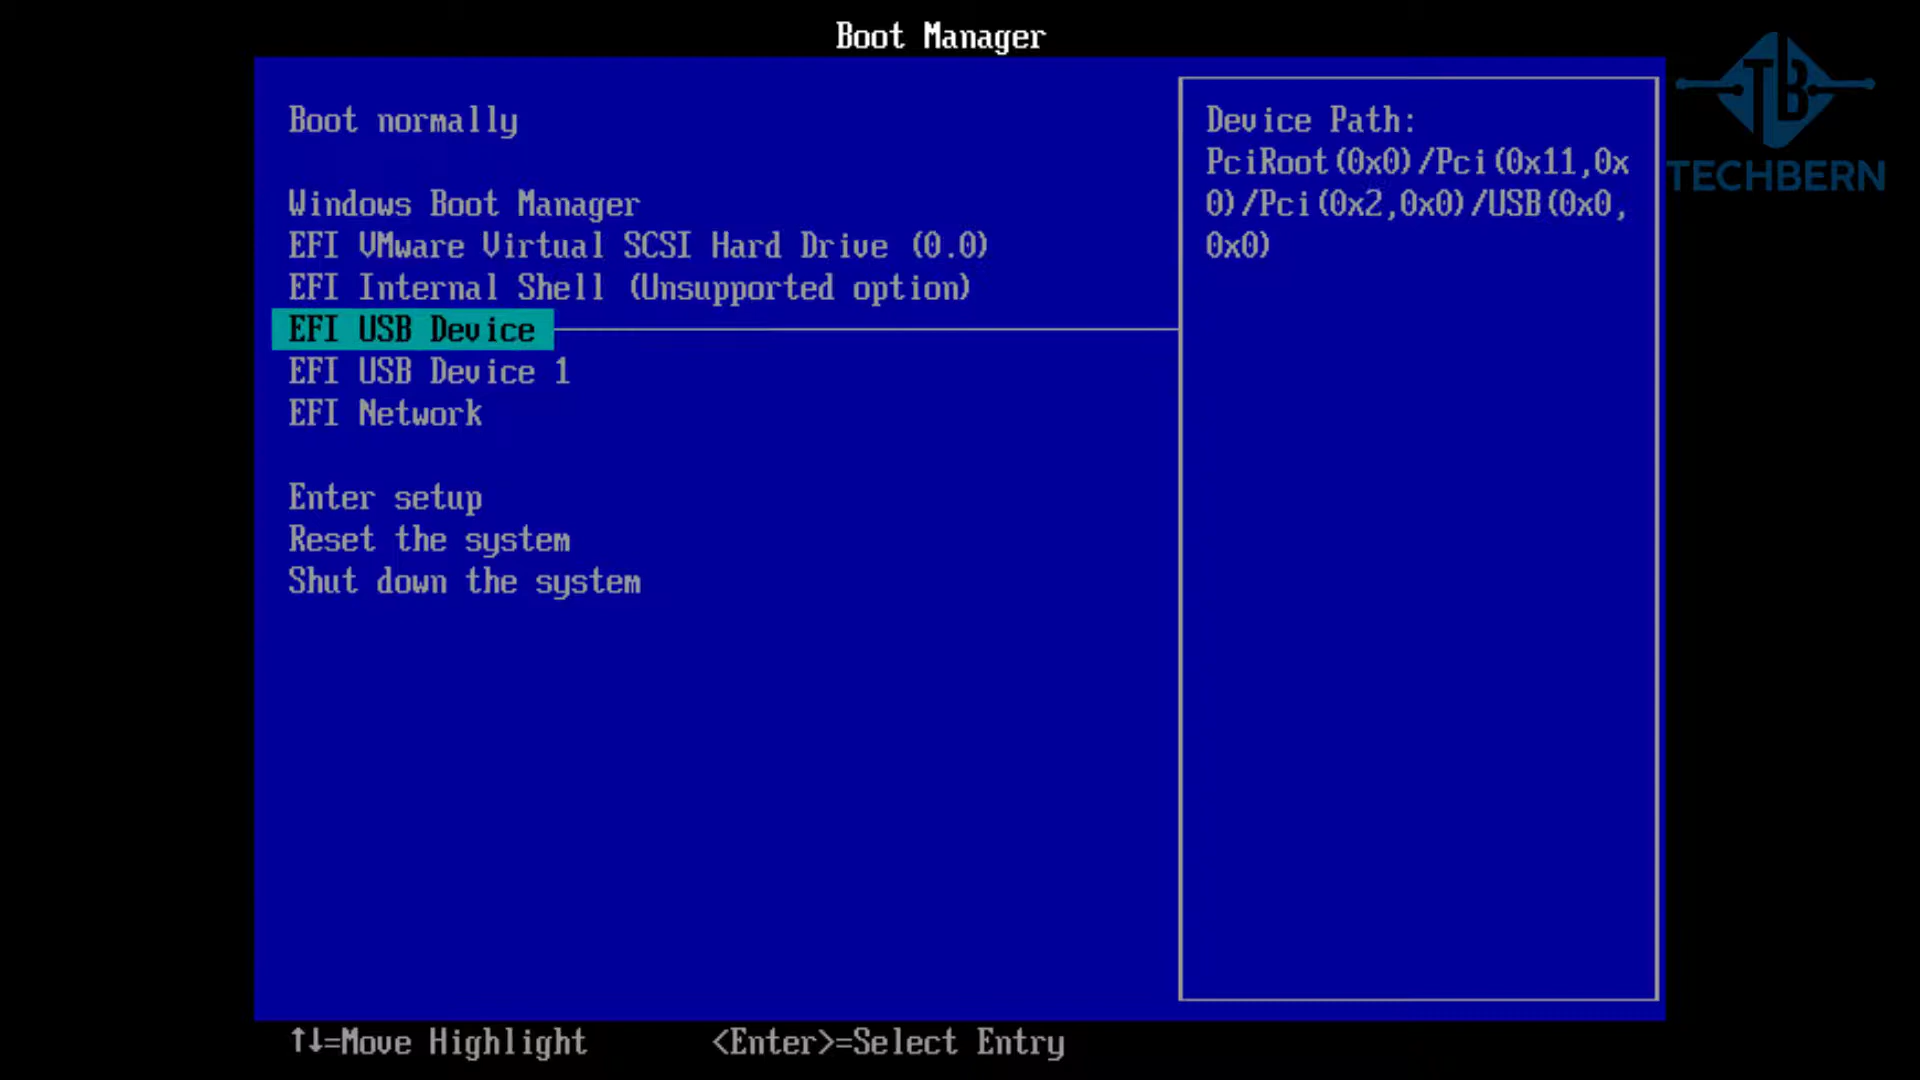 Boot Manager
Boot normally
Windows Boot Manager
EFI VMware Virtual SCSI Hard Drive (0.0)
EFI Internal Shell (Unsupported option)
EFI USB Device
EFI USB Device 1
EFI Network
Enter setup
Reset the system
Shut down the system
Device Path:
PciRoot(0x0)/Pci(0x11,0x
0)/Pci(0x2,0x0)/USB(0x0,
0x0)
↑↓=Move Highlight
<Enter>=Select Entry
TB
TECHBERN